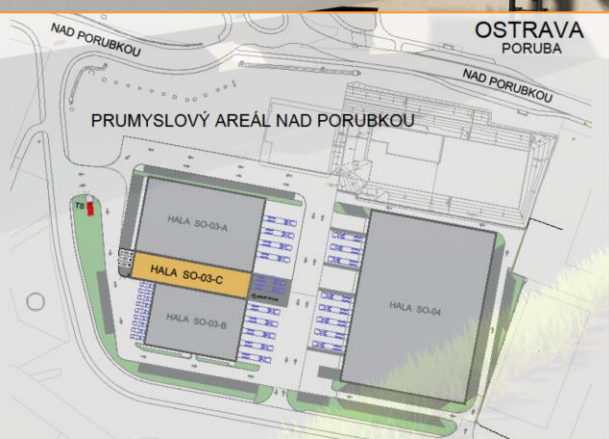 OSTRAVA
PORUBA
NAD PORUBKOU
NAD PORUBKOU
PRUMYSLOVÝ AREÁL NAD PORUBKOU
TS
HALA SO-03-A
HALA SO-03-C
HALA SO-03-B
HALA SO-04